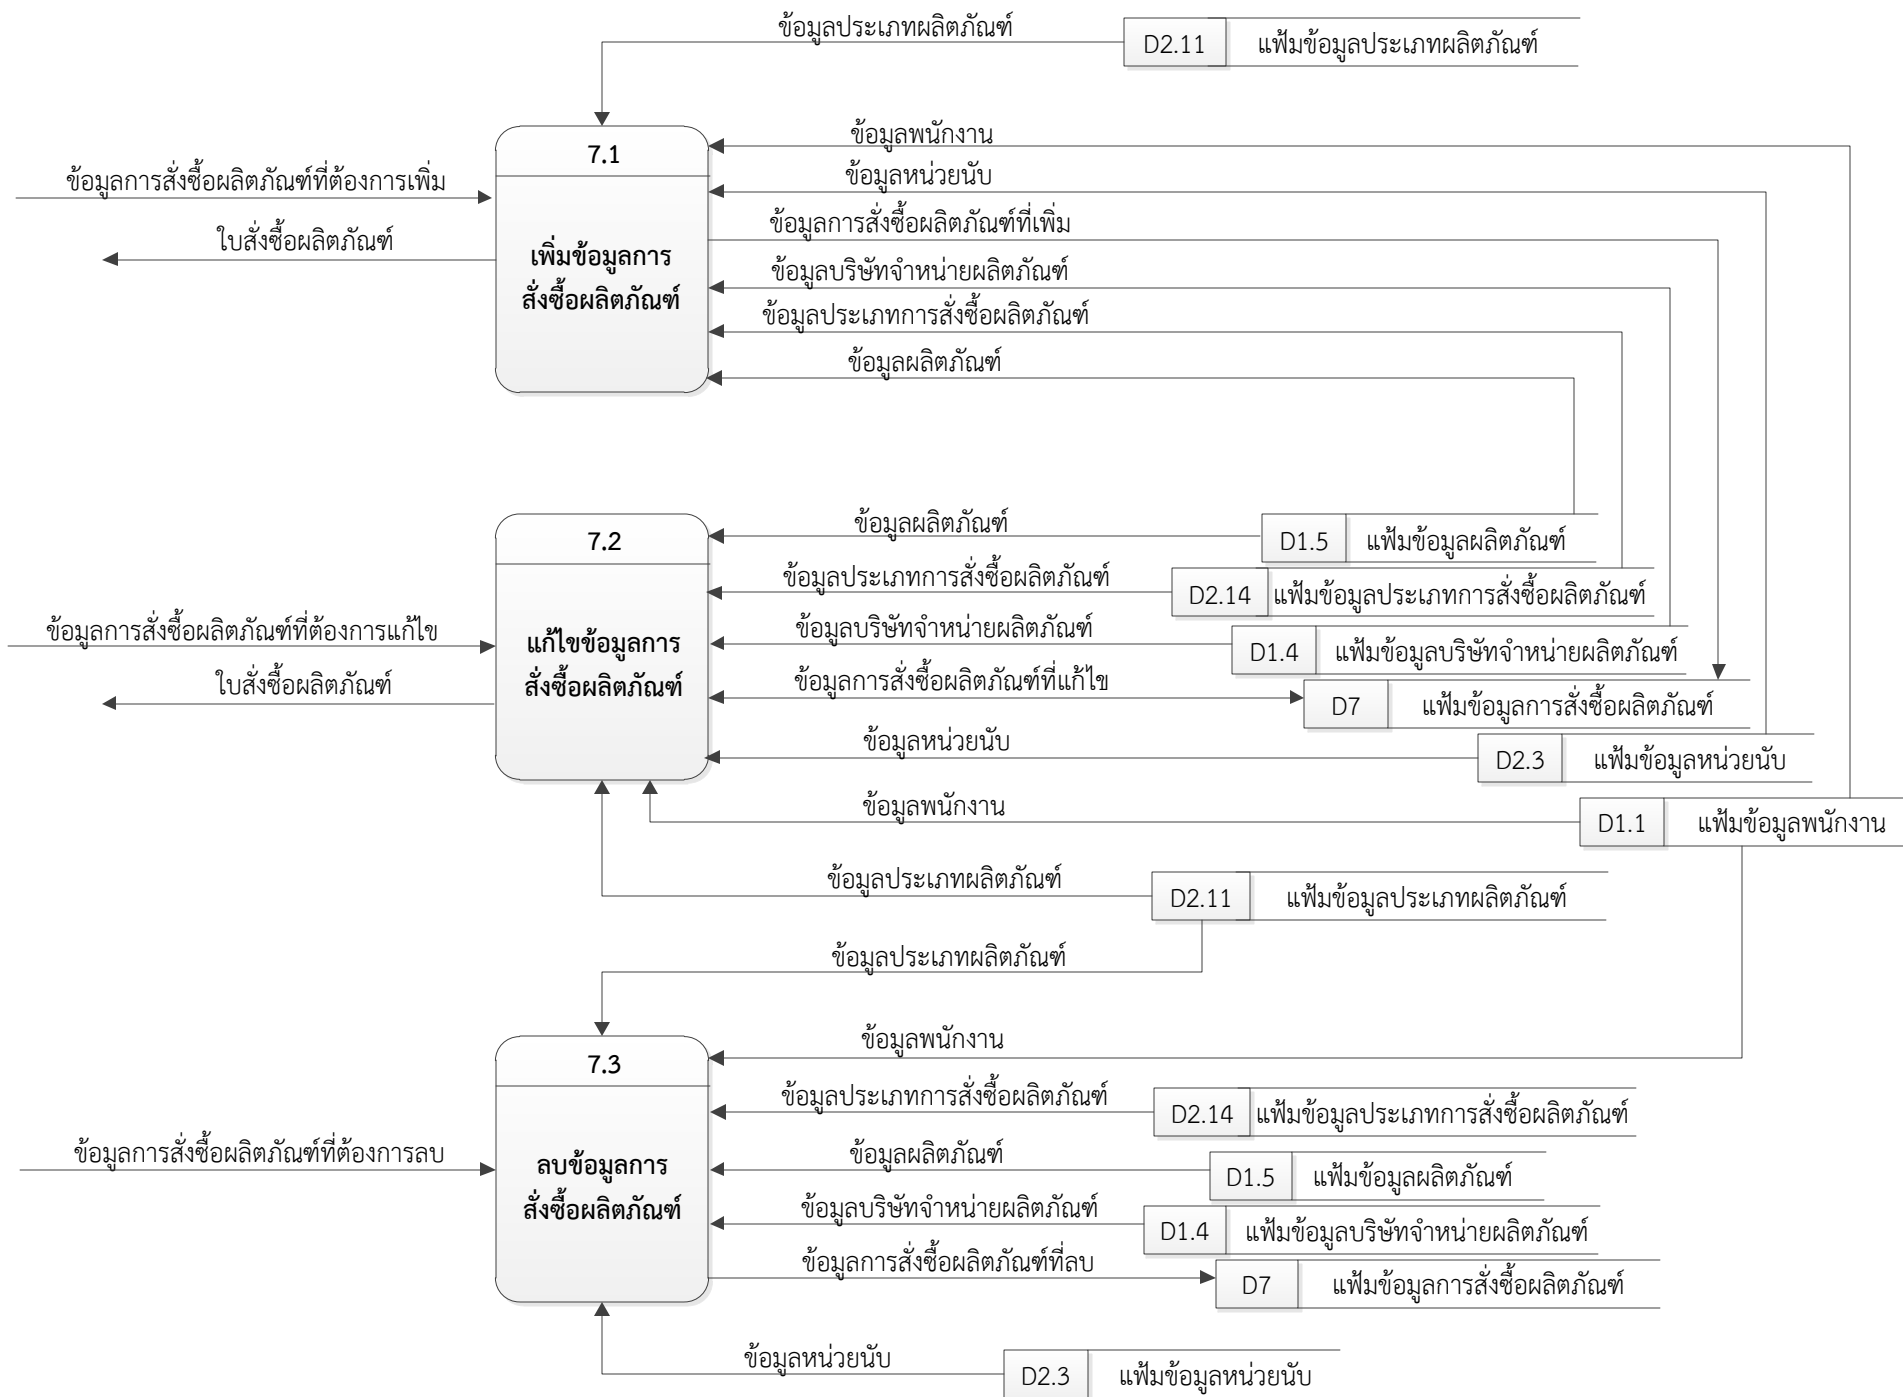 ข้อมูลประเภทผลิตภัณฑ์
D2.11 แฟ้มข้อมูลประเภทผลิตภัณฑ์
7.1
เพิ่มข้อมูลการ
สั่งซื้อผลิตภัณฑ์
ข้อมูลการสั่งซื้อผลิตภัณฑ์ที่ต้องการเพิ่ม
ใบสั่งซื้อผลิตภัณฑ์
ข้อมูลพนักงาน
ข้อมูลหน่วยนับ
ข้อมูลการสั่งซื้อผลิตภัณฑ์ที่เพิ่ม
ข้อมูลบริษัทจำหน่ายผลิตภัณฑ์
ข้อมูลประเภทการสั่งซื้อผลิตภัณฑ์
ข้อมูลผลิตภัณฑ์
7.2
แก้ไขข้อมูลการ
สั่งซื้อผลิตภัณฑ์
ข้อมูลการสั่งซื้อผลิตภัณฑ์ที่ต้องการแก้ไข
ใบสั่งซื้อผลิตภัณฑ์
ข้อมูลผลิตภัณฑ์
D1.5 แฟ้มข้อมูลผลิตภัณฑ์
ข้อมูลประเภทการสั่งซื้อผลิตภัณฑ์
D2.14 แฟ้มข้อมูลประเภทการสั่งซื้อผลิตภัณฑ์
ข้อมูลบริษัทจำหน่ายผลิตภัณฑ์
D1.4 แฟ้มข้อมูลบริษัทจำหน่ายผลิตภัณฑ์
ข้อมูลการสั่งซื้อผลิตภัณฑ์ที่แก้ไข
D7 แฟ้มข้อมูลการสั่งซื้อผลิตภัณฑ์
ข้อมูลหน่วยนับ
D2.3 แฟ้มข้อมูลหน่วยนับ
ข้อมูลพนักงาน
D1.1 แฟ้มข้อมูลพนักงาน
ข้อมูลประเภทผลิตภัณฑ์
D2.11 แฟ้มข้อมูลประเภทผลิตภัณฑ์
ข้อมูลประเภทผลิตภัณฑ์
7.3
ลบข้อมูลการ
สั่งซื้อผลิตภัณฑ์
ข้อมูลการสั่งซื้อผลิตภัณฑ์ที่ต้องการลบ
ข้อมูลพนักงาน
ข้อมูลประเภทการสั่งซื้อผลิตภัณฑ์
D2.14 แฟ้มข้อมูลประเภทการสั่งซื้อผลิตภัณฑ์
ข้อมูลผลิตภัณฑ์
D1.5 แฟ้มข้อมูลผลิตภัณฑ์
ข้อมูลบริษัทจำหน่ายผลิตภัณฑ์
D1.4 แฟ้มข้อมูลบริษัทจำหน่ายผลิตภัณฑ์
ข้อมูลการสั่งซื้อผลิตภัณฑ์ที่ลบ
D7 แฟ้มข้อมูลการสั่งซื้อผลิตภัณฑ์
ข้อมูลหน่วยนับ
D2.3 แฟ้มข้อมูลหน่วยนับ